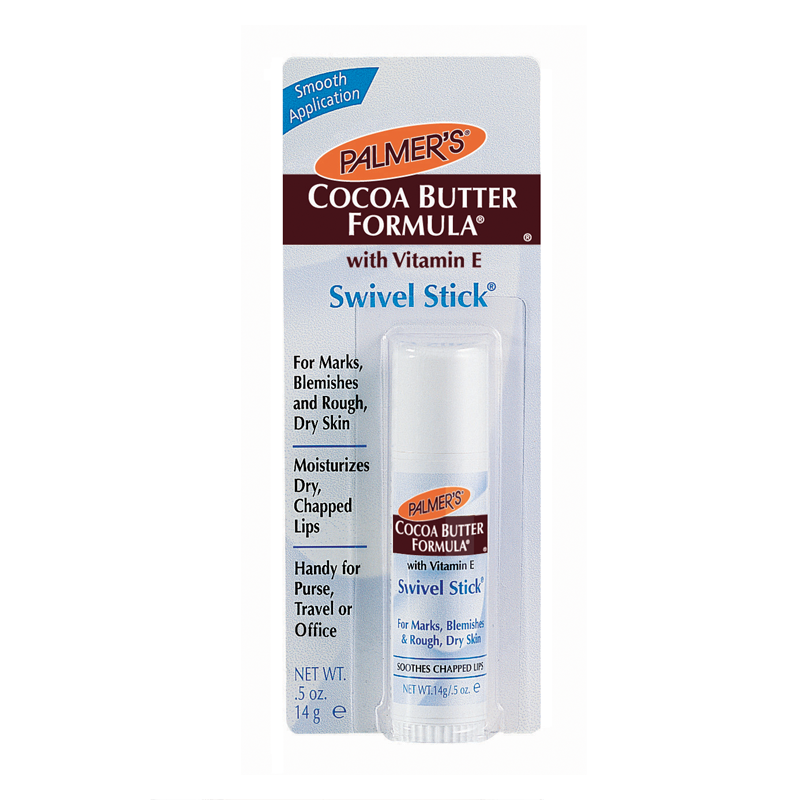 Smooth
Application
PALMER'S®
COCOA BUTTER
FORMULA®
®
with Vitamin E
Swivel Stick®
For Marks,
Blemishes
and Rough,
Dry Skin
Moisturizes
Dry,
Chapped
Lips
Handy for
Purse,
Travel or
Office
NET WT.
.5 oz.
14 g ℮
PALMER'S®
COCOA BUTTER
FORMULA®
®
with Vitamin E
Swivel Stick®
For Marks, Blemishes
& Rough, Dry Skin
SOOTHES CHAPPED LIPS
NET WT.14g/.5 oz. ℮